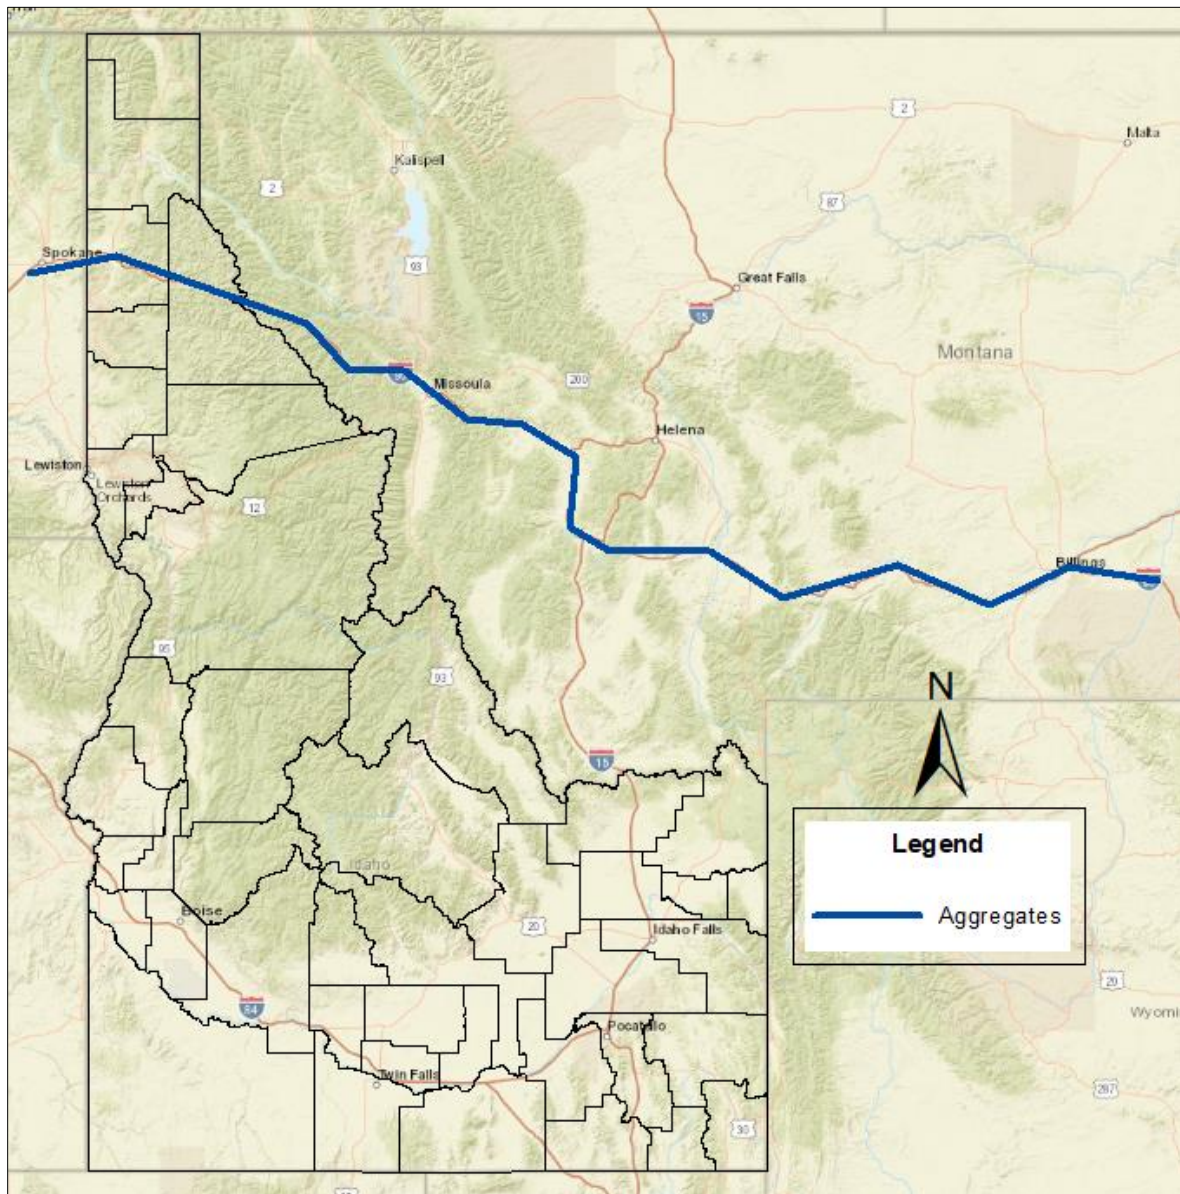 2
Malta
Kalispell
2
87
Spokane
93
Great Falls
15
Montana
200
Missoula
Helena
Lewiston
Lewiston
Orchards
12
Billings
95
93
N
15
Legend
Idaho
Aggregates
Boise
20
Idaho Falls
20
84
Wyomi
Pocatello
Twin Falls
287
30